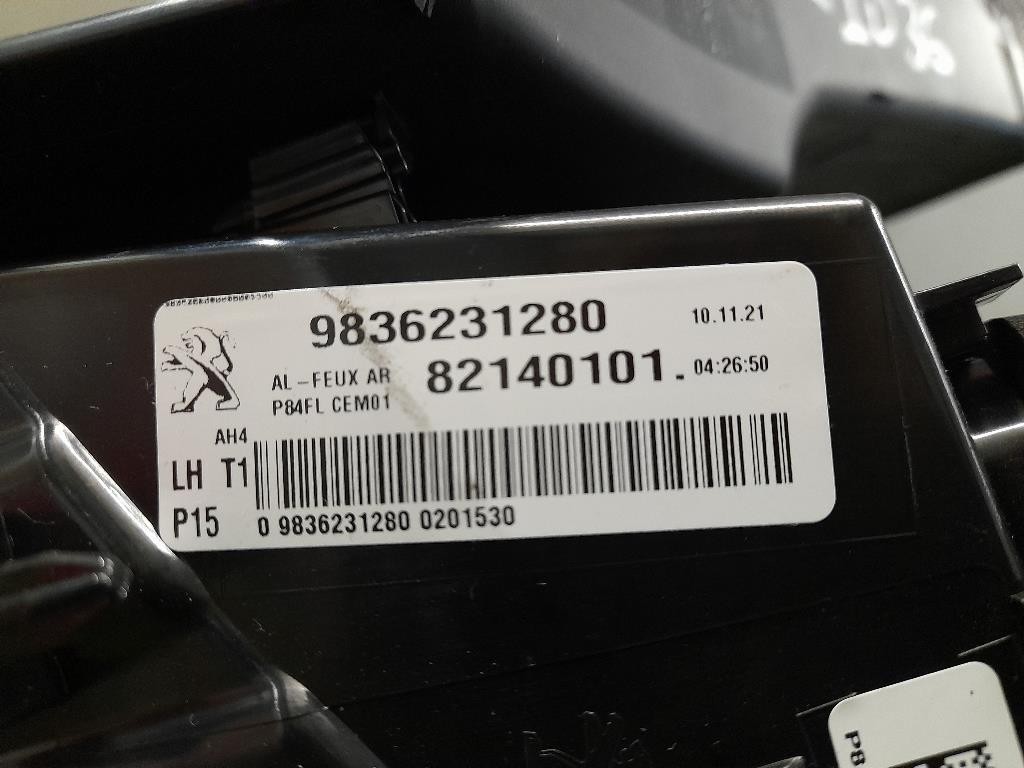 9836231280 10.11.21
AL-FEUX AR 82140101. 04:26:50
P84FL CEM01
AH4
LH T1
P15 0 9836231280 0201530
P8